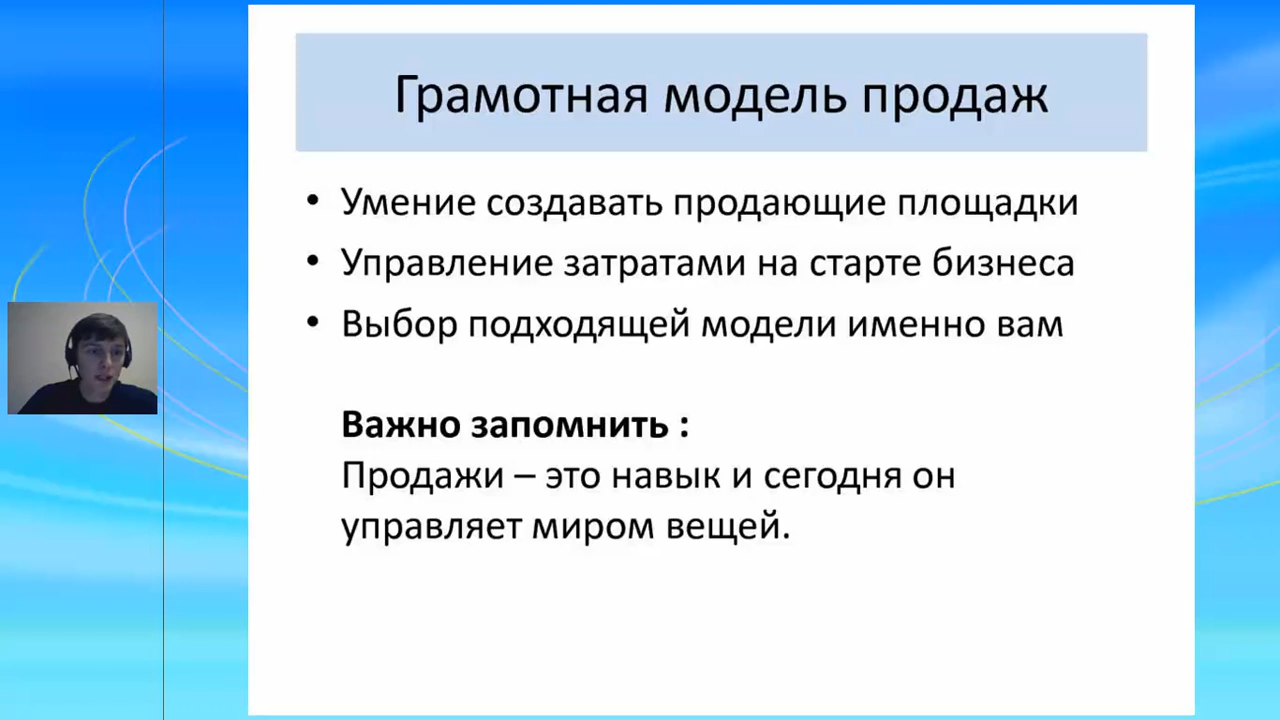 Грамотная модель продаж
• Умение создавать продающие площадки
• Управление затратами на старте бизнеса
• Выбор подходящей модели именно вам
Важно запомнить :
Продажи – это навык и сегодня он
управляет миром вещей.